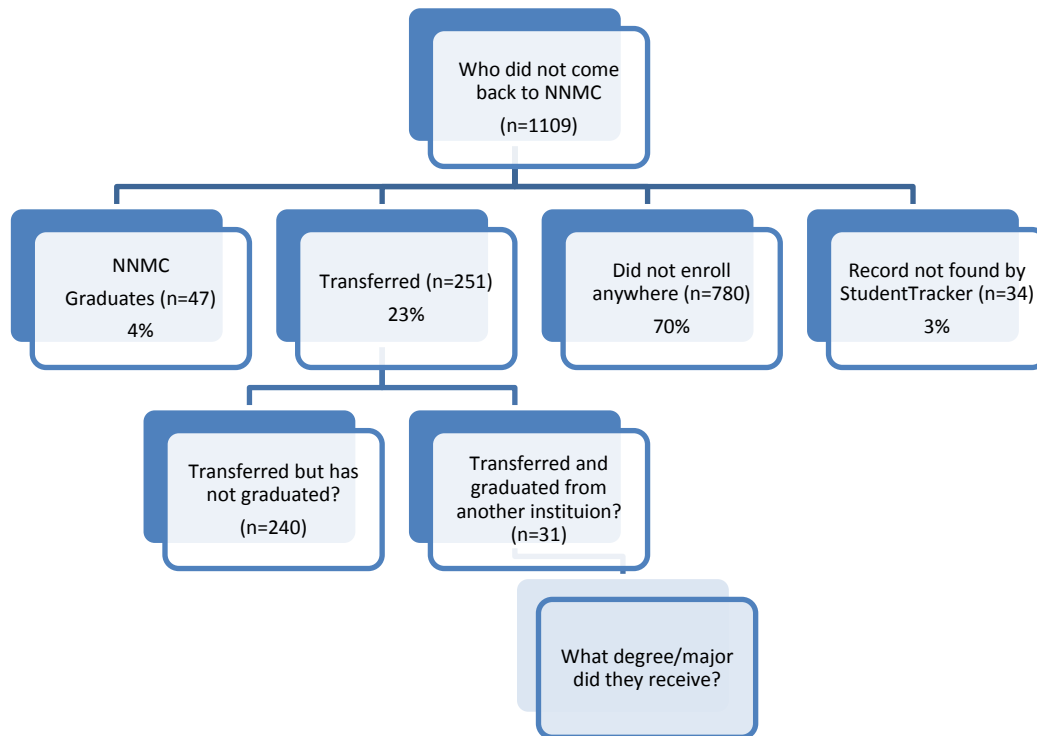 Who did not come
back to NNMC
(n=1109)
NNMC
Graduates (n=47)
4%
Transferred (n=251)
23%
Did not enroll
anywhere (n=780)
70%
Record not found by
StudentTracker (n=34)
3%
Transferred but has
not graduated?
(n=240)
Transferred and
graduated from
another instituion?
(n=31)
What degree/major
did they receive?